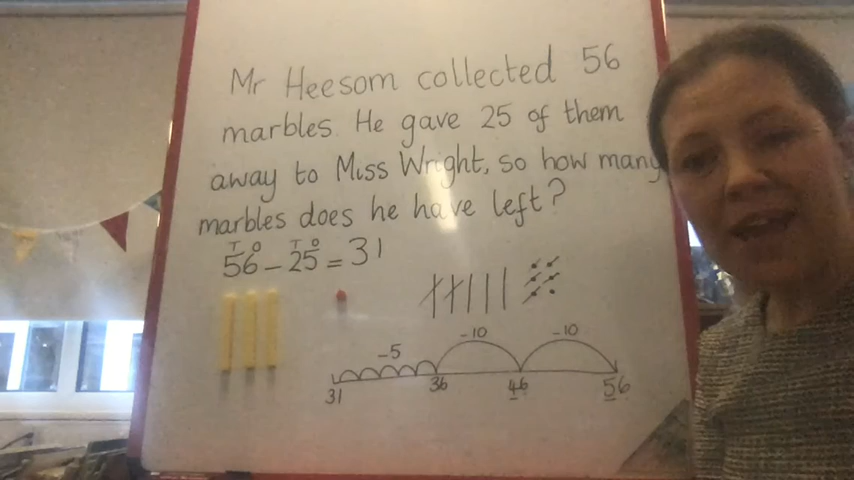 Mr Heesom collected 56
marbles. He gave 25 of them
away to Miss Wright, so how many
marbles does he have left?
T O T O
56 - 25 = 31
-5 -10 -10
31 36 46 56